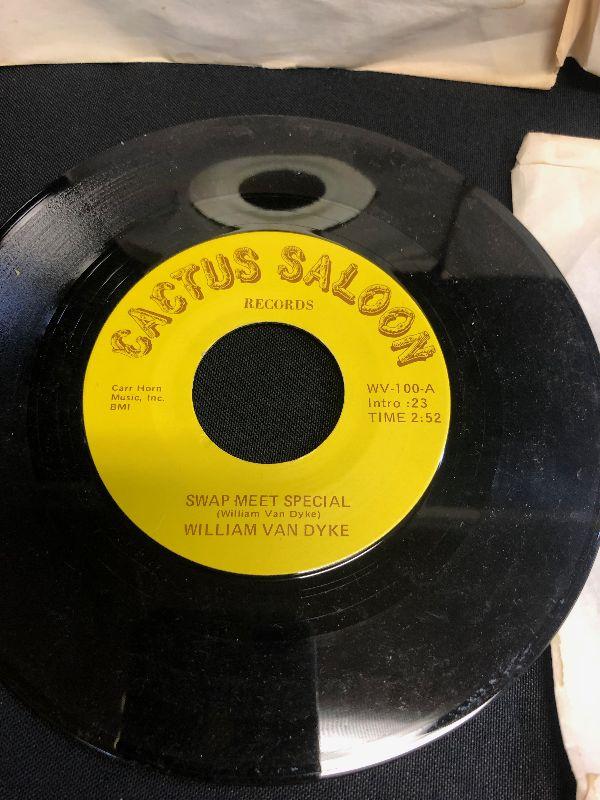 CACTUS SALOON
RECORDS
Carr Horn
Music, Inc.
BMI
WV-100-A
Intro :23
TIME 2:52
SWAP MEET SPECIAL
(William Van Dyke)
WILLIAM VAN DYKE